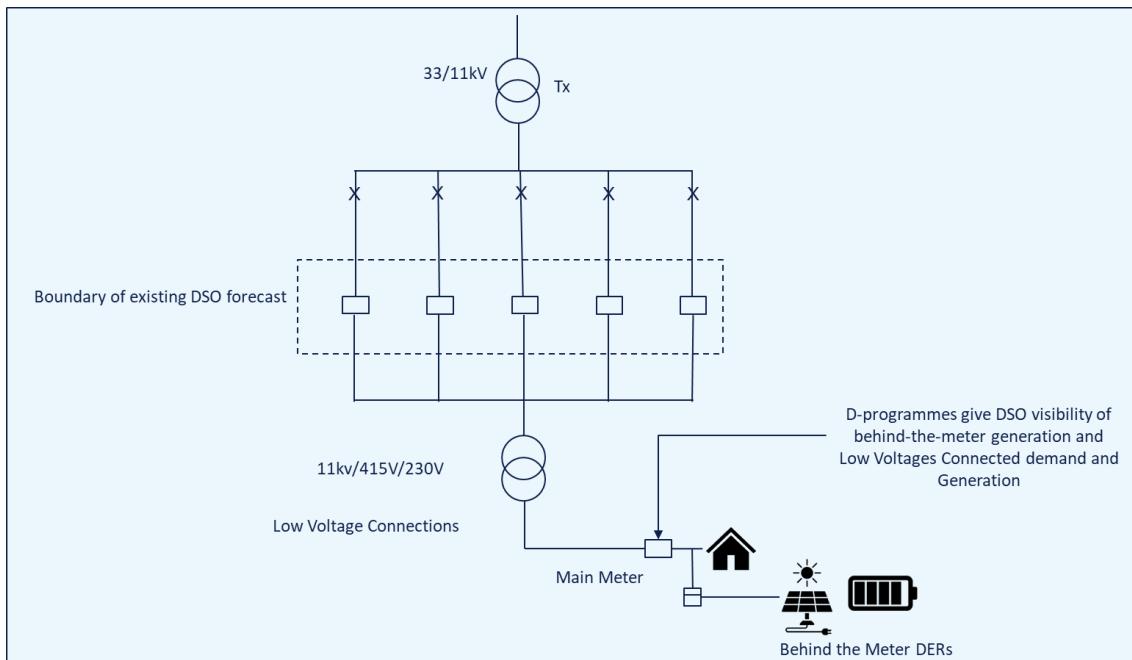 33/11kV
Tx
X X X X X
Boundary of existing DSO forecast
D-programmes give DSO visibility of
behind-the-meter generation and
Low Voltages Connected demand and
Generation
11kv/415V/230V
Low Voltage Connections
Main Meter
Behind the Meter DERs